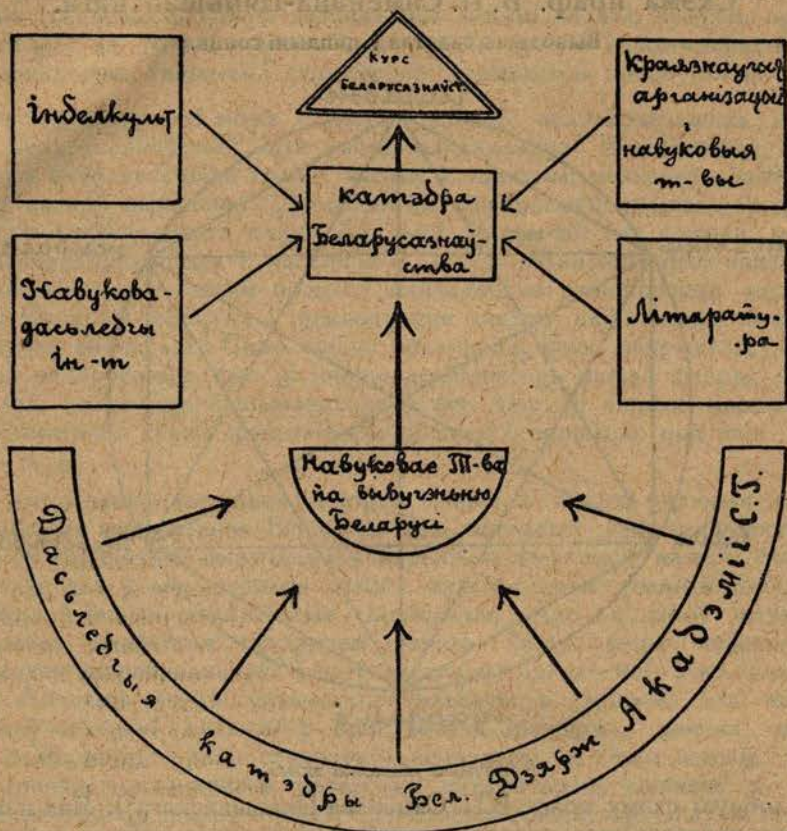 КУРС
БЕЛАРУСАЗНАЎСТ.
інбелкульт
Краязнаўчыя
арганізацыі
і
навуковыя
т-вы
катэдра
Беларусазнаў-
ства
Навукова-
дасьледчы
ін-т
Літарату-
ра
Навуковае Т-ва
па вывучэньню
Беларусі
Дасьледчыя катэдры Бел. Дзярж Акадэміі С.Г.